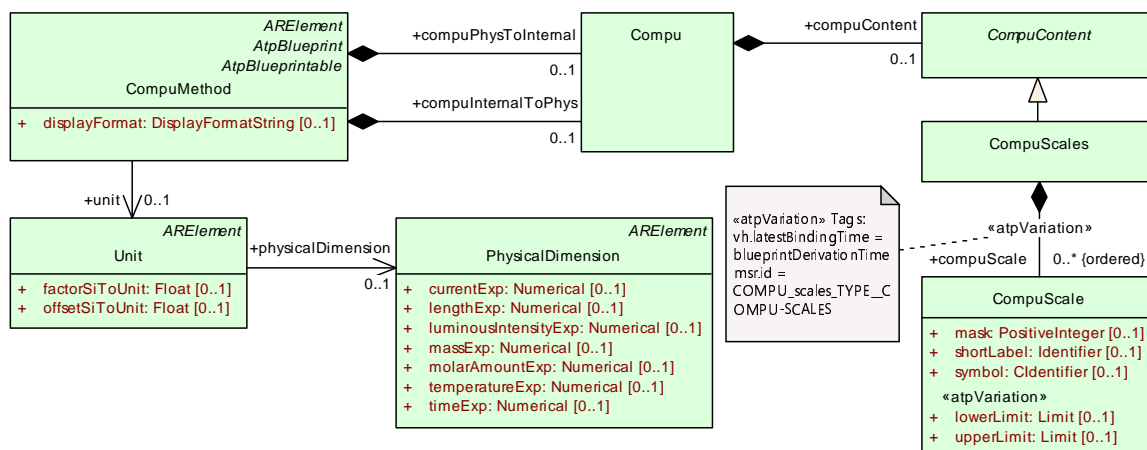 ARElement
AtpBlueprint
AtpBlueprintable
CompuMethod
+ displayFormat: DisplayFormatString [0..1]
+compuPhysToInternal
0..1
+compuInternalToPhys
0..1
Compu
+compuContent
0..1
CompuContent
CompuScales
+unit
0..1
ARElement
Unit
+ factorSiToUnit: Float [0..1]
+ offsetSiToUnit: Float [0..1]
+physicalDimension
0..1
ARElement
PhysicalDimension
+ currentExp: Numerical [0..1]
+ lengthExp: Numerical [0..1]
+ luminousIntensityExp: Numerical [0..1]
+ massExp: Numerical [0..1]
+ molarAmountExp: Numerical [0..1]
+ temperatureExp: Numerical [0..1]
+ timeExp: Numerical [0..1]
«atpVariation» Tags:
vh.latestBindingTime =
blueprintDerivationTime
msr.id =
COMPU_scales_TYPE__C
OMPU-SCALES
«atpVariation»
+compuScale
0..* {ordered}
CompuScale
+ mask: PositiveInteger [0..1]
+ shortLabel: Identifier [0..1]
+ symbol: CIdentifier [0..1]
«atpVariation»
+ lowerLimit: Limit [0..1]
+ upperLimit: Limit [0..1]